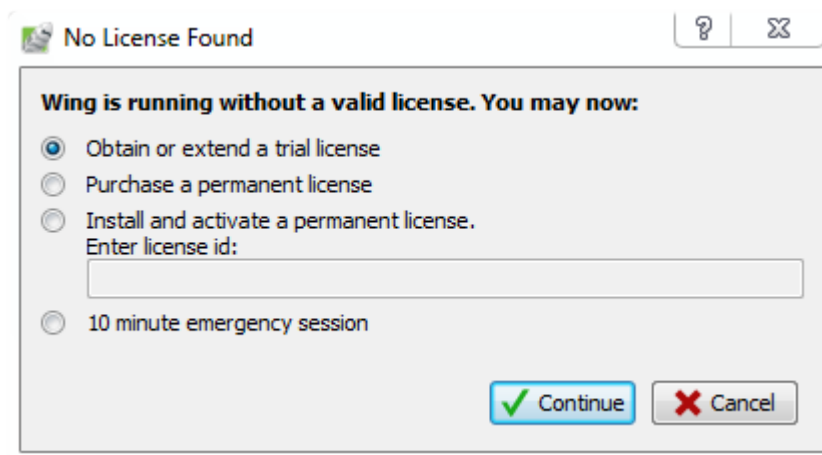 No License Found
Wing is running without a valid license. You may now:
Obtain or extend a trial license
Purchase a permanent license
Install and activate a permanent license.
Enter license id:
10 minute emergency session
Continue
Cancel